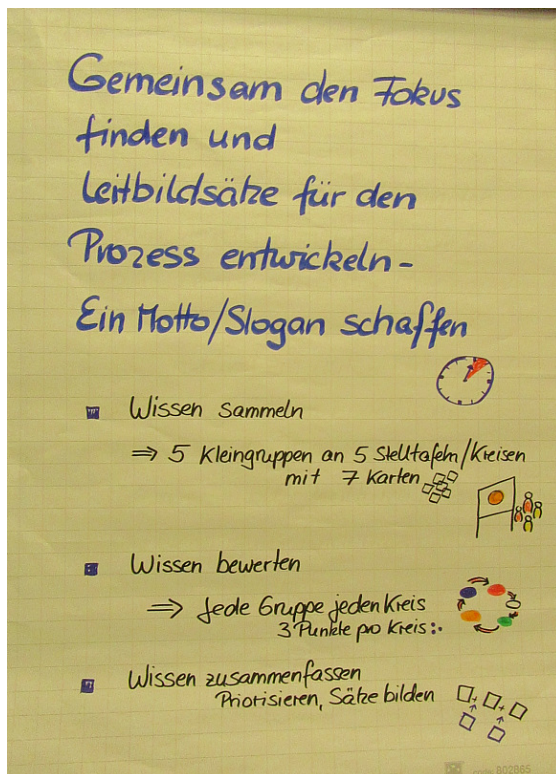 Gemeinsam den Fokus
finden und
Leitbildsätze für den
Prozess entwickeln -
Ein Motto/Slogan schaffen
Wissen sammeln
⇒ 5 Kleingruppen an 5 Stelltafeln/Kreisen
mit 7 Karten
Wissen bewerten
⇒ Jede Gruppe jeden Kreis
3 Punkte pro Kreis
Wissen zusammenfassen
Priorisieren, Sätze bilden
802865